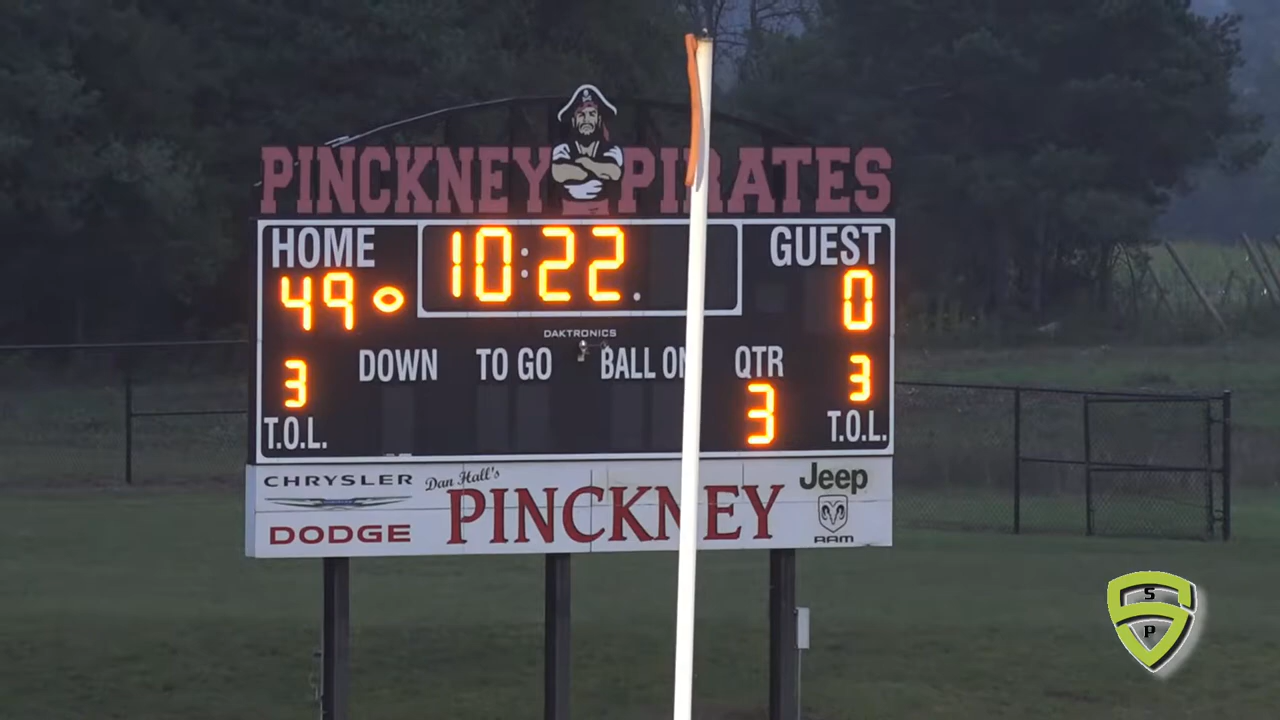 PINCKNEY PIRATES
HOME 10:22. GUEST
49 0
DAKTRONICS
DOWN TO GO BALL ON QTR
3 3 3
T.O.L. T.O.L.
CHRYSLER Dan Hall's Jeep
DODGE PINCKNEY RAM
S
P